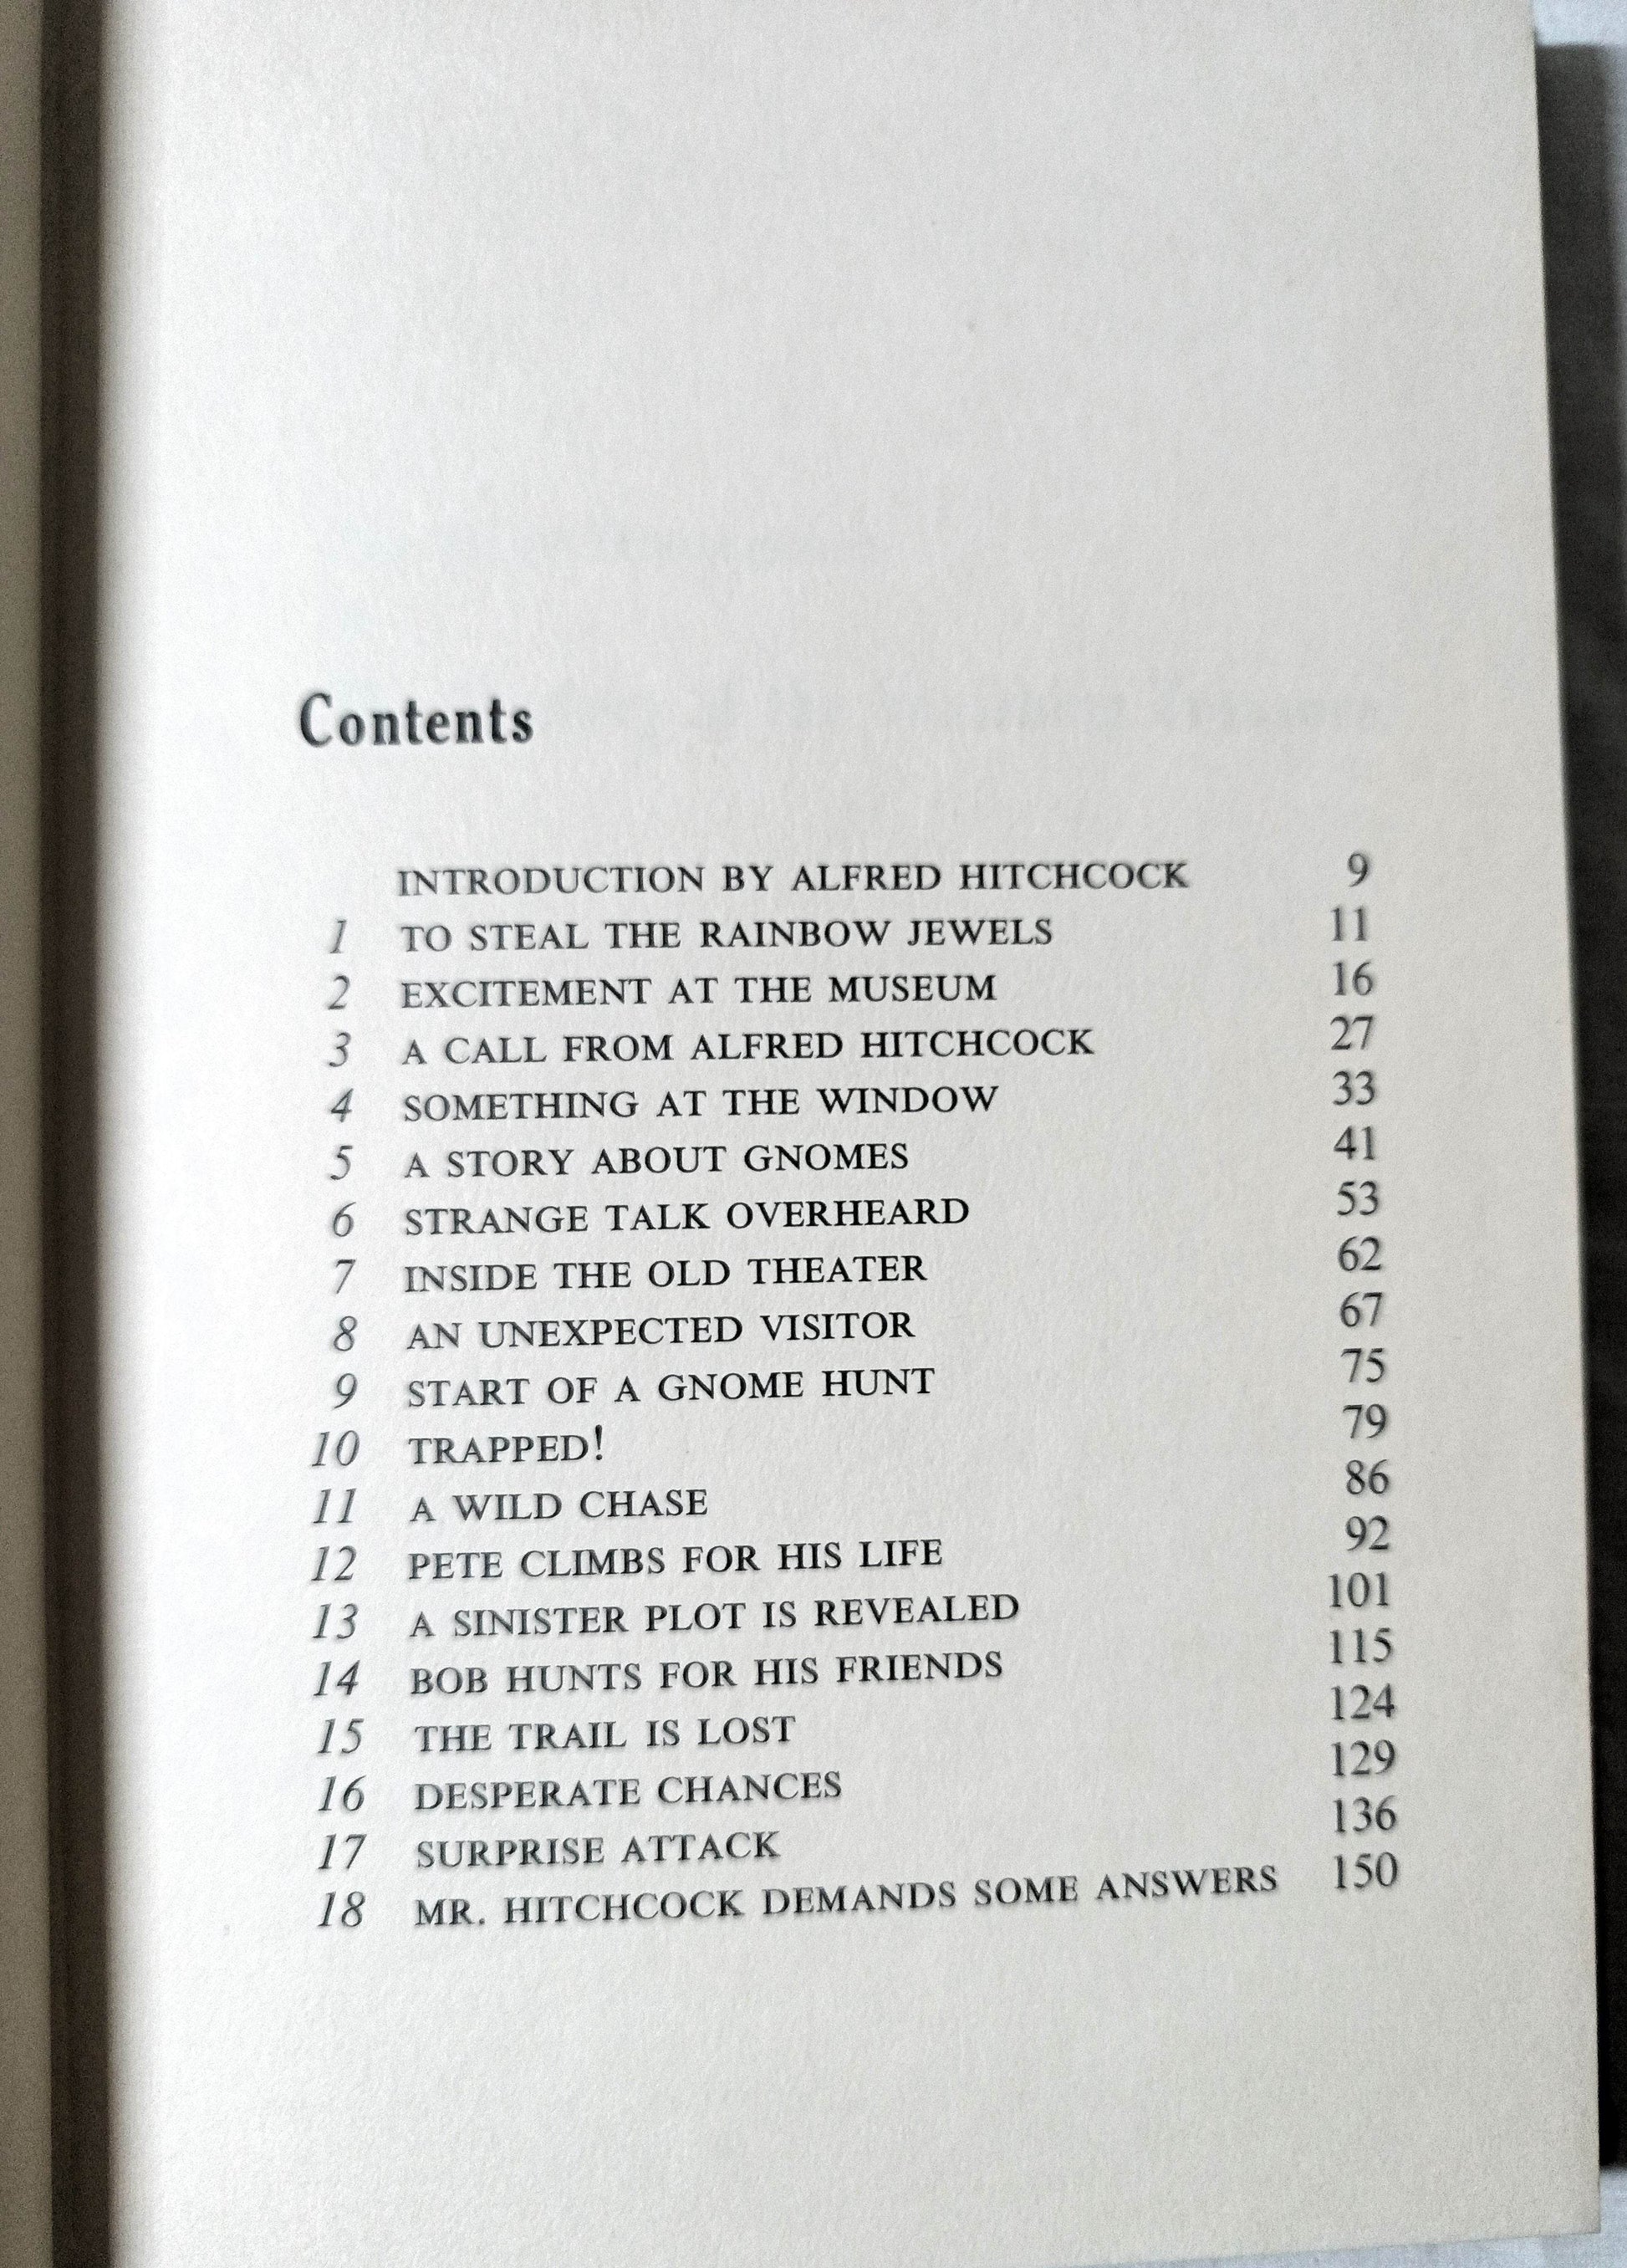 Contents
INTRODUCTION BY ALFRED HITCHCOCK 9
1 TO STEAL THE RAINBOW JEWELS 11
2 EXCITEMENT AT THE MUSEUM 16
3 A CALL FROM ALFRED HITCHCOCK 27
4 SOMETHING AT THE WINDOW 33
5 A STORY ABOUT GNOMES 41
6 STRANGE TALK OVERHEARD 53
7 INSIDE THE OLD THEATER 62
8 AN UNEXPECTED VISITOR 67
9 START OF A GNOME HUNT 75
10 TRAPPED! 79
11 A WILD CHASE 86
12 PETE CLIMBS FOR HIS LIFE 92
13 A SINISTER PLOT IS REVEALED 101
14 BOB HUNTS FOR HIS FRIENDS 115
15 THE TRAIL IS LOST 124
16 DESPERATE CHANCES 129
17 SURPRISE ATTACK 136
18 MR. HITCHCOCK DEMANDS SOME ANSWERS 150